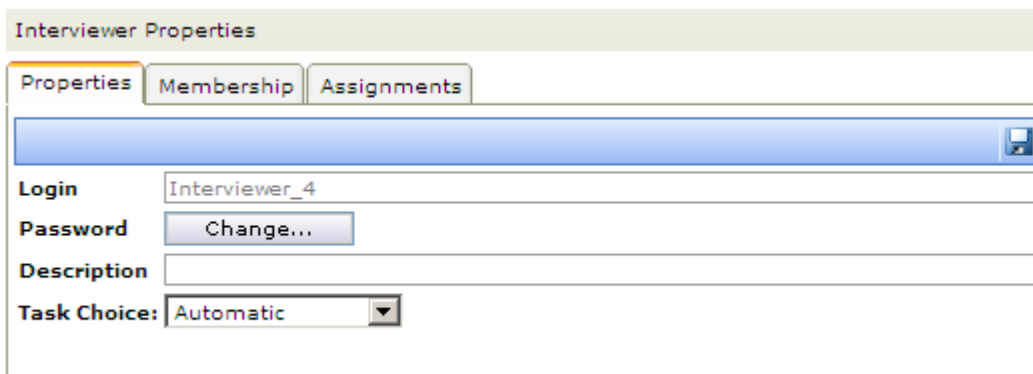 Interviewer Properties
Properties Membership Assignments
Login Interviewer_4
Password Change...
Description
Task Choice: Automatic